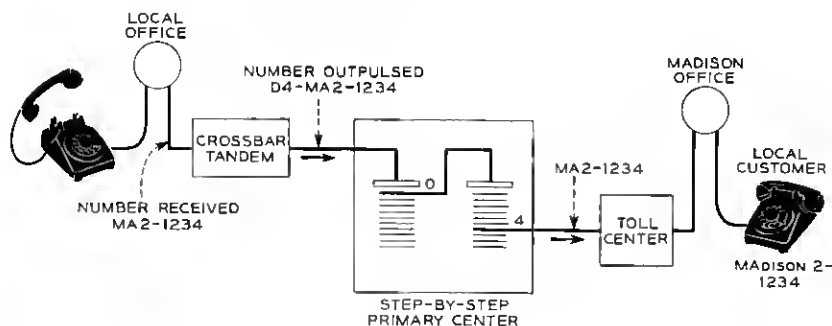 LOCAL
OFFICE
NUMBER RECEIVED
MA2-1234
CROSSBAR
TANDEM
NUMBER OUTPULSED
D4-MA2-1234
0
4
STEP-BY-STEP
PRIMARY CENTER
MA2-1234
TOLL
CENTER
MADISON
OFFICE
LOCAL
CUSTOMER
MADISON 2-
1234